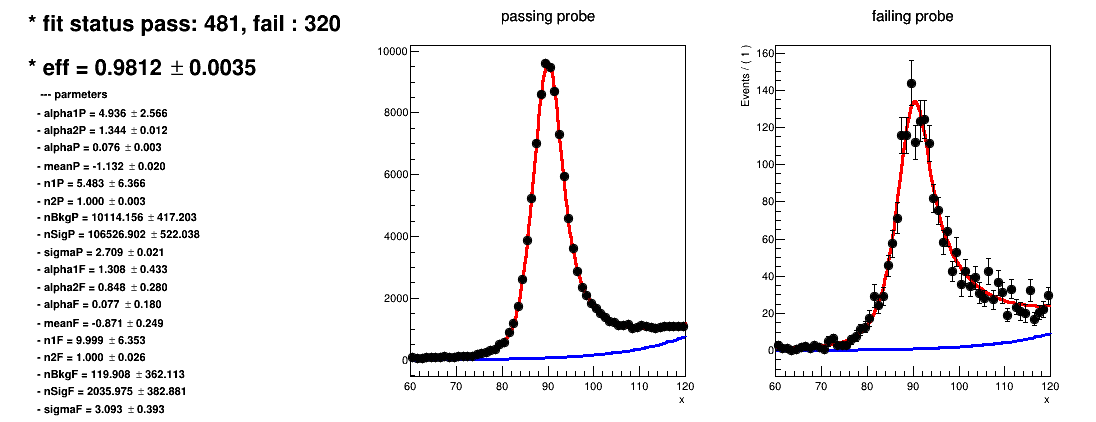 * fit status pass: 481, fail : 320
* eff = 0.9812 ± 0.0035
--- parmeters
- alpha1P = 4.936 ± 2.566
- alpha2P = 1.344 ± 0.012
- alphaP = 0.076 ± 0.003
- meanP = -1.132 ± 0.020
- n1P = 5.483 ± 6.366
- n2P = 1.000 ± 0.003
- nBkgP = 10114.156 ± 417.203
- nSigP = 106526.902 ± 522.038
- sigmaP = 2.709 ± 0.021
- alpha1F = 1.308 ± 0.433
- alpha2F = 0.848 ± 0.280
- alphaF = 0.077 ± 0.180
- meanF = -0.871 ± 0.249
- n1F = 9.999 ± 6.353
- n2F = 1.000 ± 0.026
- nBkgF = 119.908 ± 362.113
- nSigF = 2035.975 ± 382.881
- sigmaF = 3.093 ± 0.393
passing probe
10000
8000
6000
4000
2000
0
60 70 80 90 100 110 120
x
failing probe
Events / ( 1 )
160
140
120
100
80
60
40
20
0
60 70 80 90 100 110 120
x